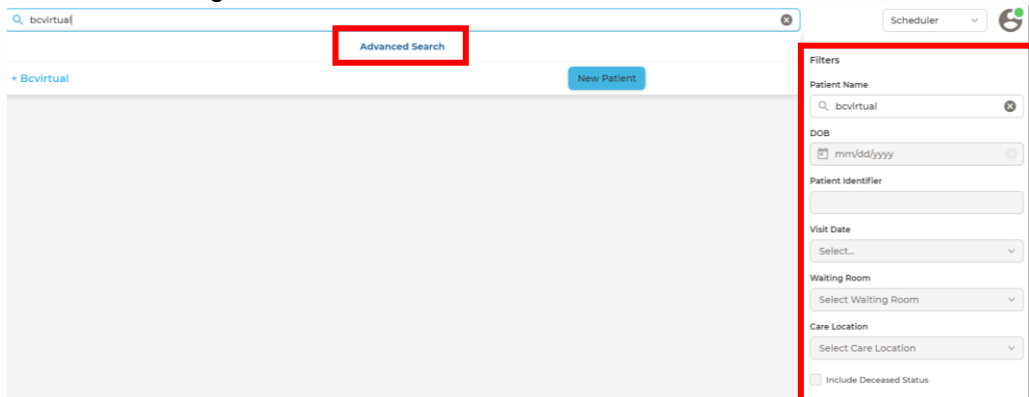 bcvirtual
Scheduler
Advanced Search
+ Bcvirtual
New Patient
Filters
Patient Name
bcvirtual
DOB
mm/dd/yyyy
Patient Identifier
Visit Date
Select...
Waiting Room
Select Waiting Room
Care Location
Select Care Location
Include Deceased Status